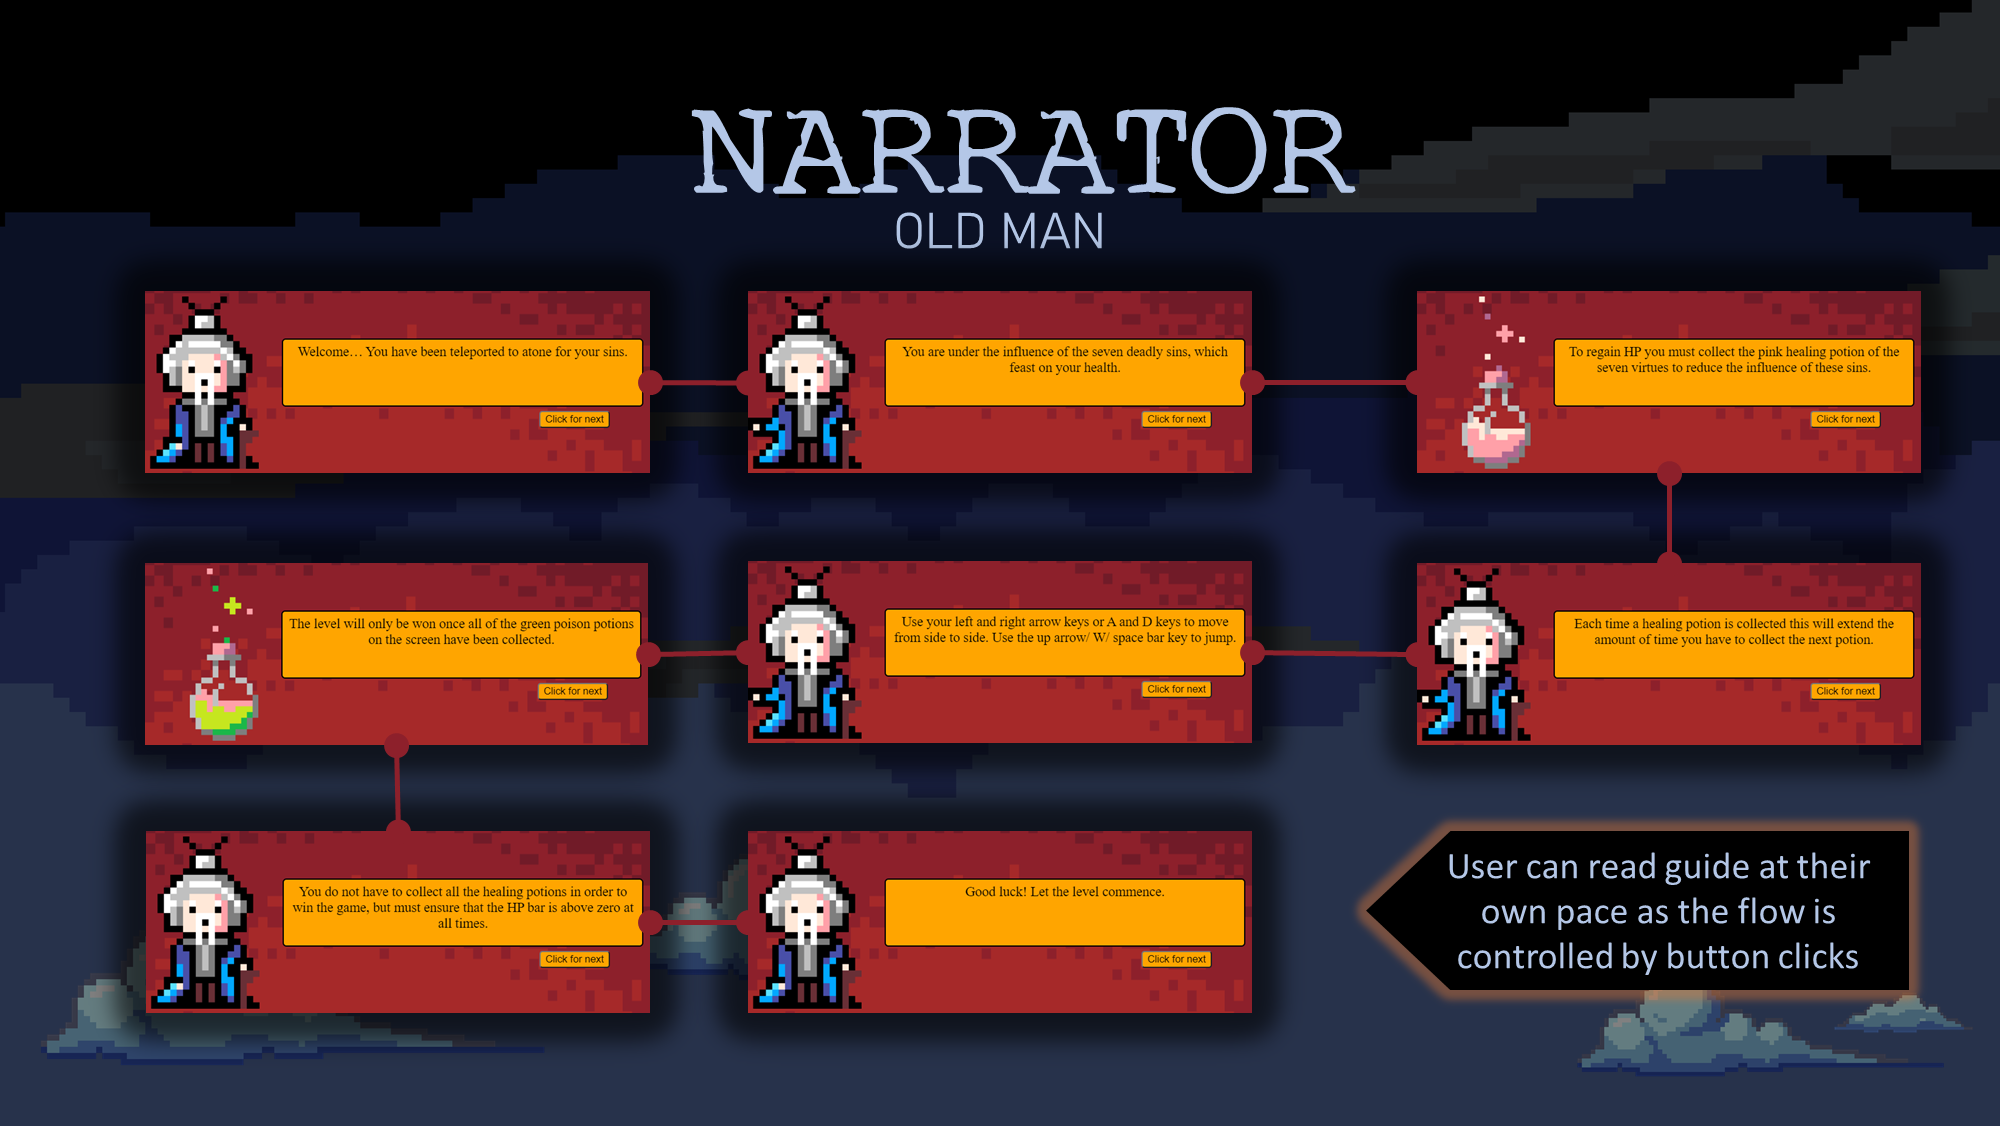 NARRATOR
OLD MAN
Welcome... You have been teleported to atone for your sins.
Click for next
You are under the influence of the seven deadly sins, which
feast on your health.
Click for next
To regain HP you must collect the pink healing potion of the
seven virtues to reduce the influence of these sins.
Click for next
Each time a healing potion is collected this will extend the
amount of time you have to collect the next potion.
Click for next
Use your left and right arrow keys or A and D keys to move
from side to side. Use the up arrow/ W/ space bar key to jump.
Click for next
The level will only be won once all of the green poison potions
on the screen have been collected.
Click for next
You do not have to collect all the healing potions in order to
win the game, but must ensure that the HP bar is above zero at
all times.
Click for next
Good luck! Let the level commence.
Click for next
User can read guide at their
own pace as the flow is
controlled by button clicks